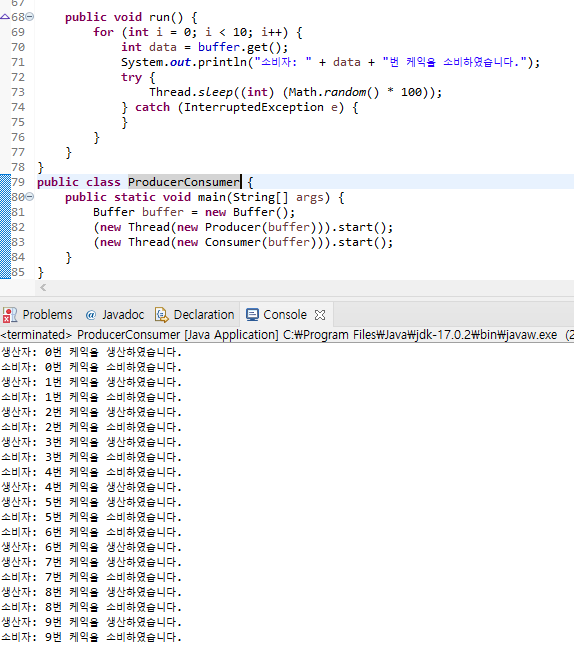 67
68 public void run() {
69 for (int i = 0; i < 10; i++) {
70 int data = buffer.get();
71 System.out.println("소비자: " + data + "번 케익을 소비하였습니다.");
72 try {
73 Thread.sleep((int) (Math.random() * 100));
74 } catch (InterruptedException e) {
75 }
76 }
77 }
78 }
79 public class ProducerConsumer {
80 public static void main(String[] args) {
81 Buffer buffer = new Buffer();
82 (new Thread(new Producer(buffer))).start();
83 (new Thread(new Consumer(buffer))).start();
84 }
85 }
Problems @ Javadoc Declaration Console
<terminated> ProducerConsumer [Java Application] C:₩Program Files₩Java₩jdk-17.0.2₩bin₩javaw.exe (2
생산자: 0번 케익을 생산하였습니다.
소비자: 0번 케익을 소비하였습니다.
생산자: 1번 케익을 생산하였습니다.
소비자: 1번 케익을 소비하였습니다.
생산자: 2번 케익을 생산하였습니다.
소비자: 2번 케익을 소비하였습니다.
생산자: 3번 케익을 생산하였습니다.
소비자: 3번 케익을 소비하였습니다.
소비자: 4번 케익을 소비하였습니다.
생산자: 4번 케익을 생산하였습니다.
생산자: 5번 케익을 생산하였습니다.
소비자: 5번 케익을 소비하였습니다.
소비자: 6번 케익을 소비하였습니다.
생산자: 6번 케익을 생산하였습니다.
생산자: 7번 케익을 생산하였습니다.
소비자: 7번 케익을 소비하였습니다.
생산자: 8번 케익을 생산하였습니다.
소비자: 8번 케익을 소비하였습니다.
생산자: 9번 케익을 생산하였습니다.
소비자: 9번 케익을 소비하였습니다.